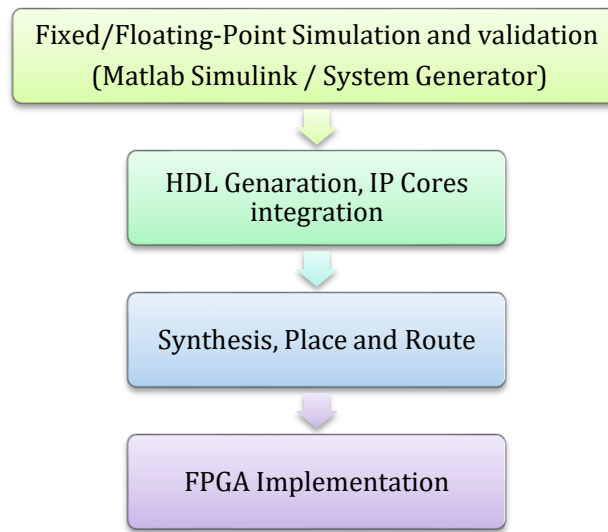 Fixed/Floating-Point Simulation and validation
(Matlab Simulink / System Generator)
HDL Genaration, IP Cores
integration
Synthesis, Place and Route
FPGA Implementation